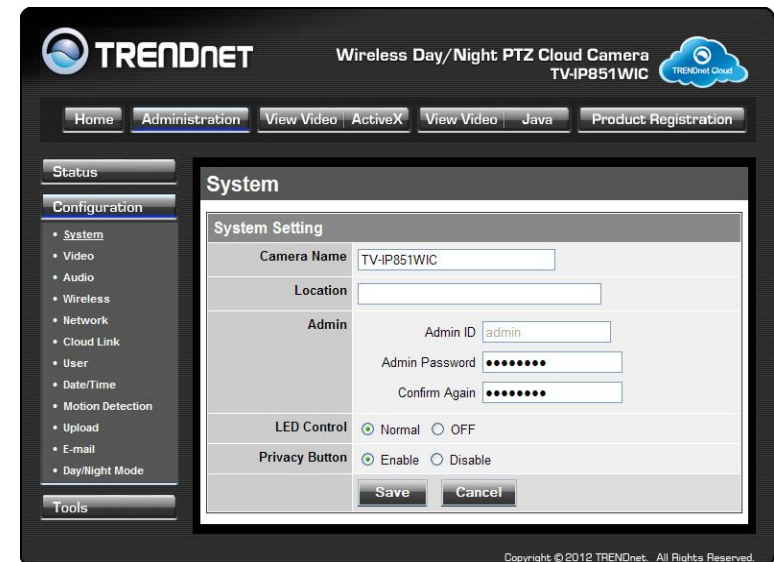 TRENDNET
Wireless Day/Night PTZ Cloud Camera
TV-IP851WIC
TRENDnet Cloud
Home Administration View Video ActiveX View Video Java Product Registration
Status
Configuration
• System
• Video
• Audio
• Wireless
• Network
• Cloud Link
• User
• Date/Time
• Motion Detection
• Upload
• E-mail
• Day/Night Mode
Tools
System
System Setting
Camera Name TV-IP851WIC
Location
Admin
Admin ID admin
Admin Password ●●●●●●●●
Confirm Again ●●●●●●●●
LED Control Normal OFF
Privacy Button Enable Disable
Save Cancel
Copyright © 2012 TRENDnet. All Rights Reserved.